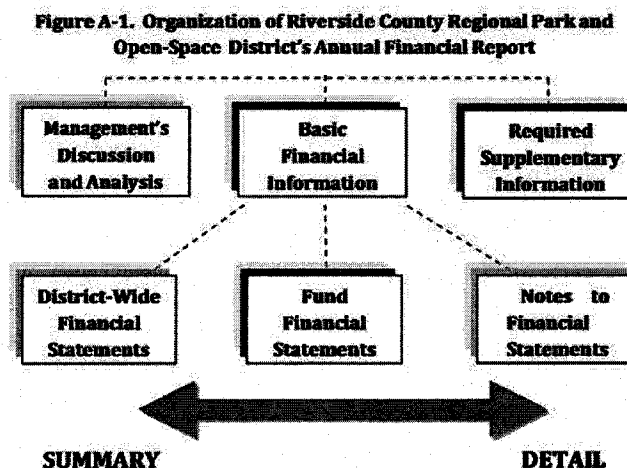 Figure A-1. Organization of Riverside County Regional Park and
Open-Space District's Annual Financial Report
Management's
Discussion
and Analysis
Basic
Financial
Information
Required
Supplementary
Information
District-Wide
Financial
Statements
Fund
Financial
Statements
Notes to
Financial
Statements
SUMMARY
DETAIL